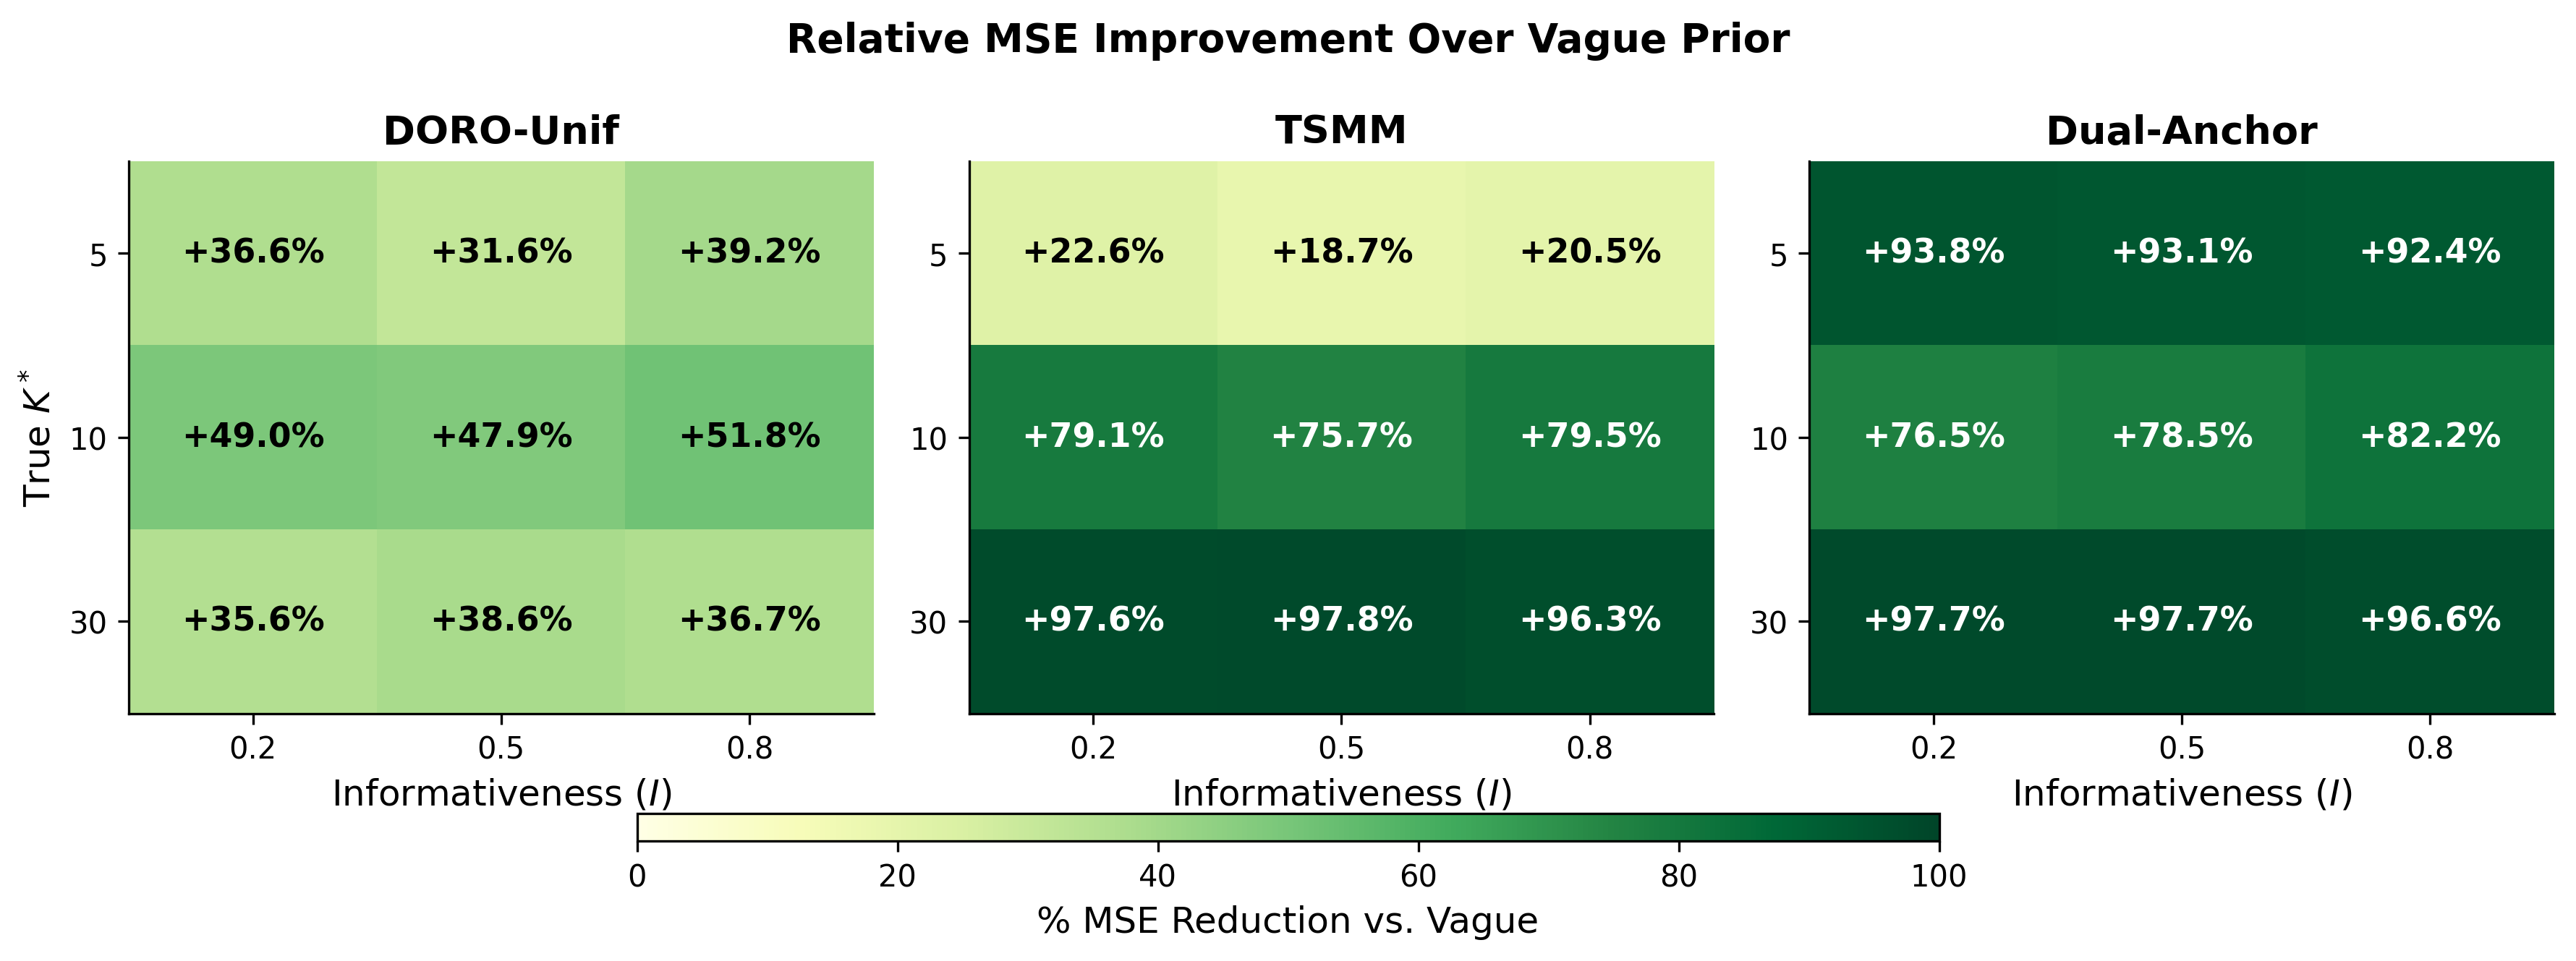 Relative MSE Improvement Over Vague Prior
DORO-Unif
TSMM
Dual-Anchor
True K*
5
+36.6% +31.6% +39.2%
10
+49.0% +47.9% +51.8%
30
+35.6% +38.6% +36.7%
0.2 0.5 0.8
Informativeness (I)
5
+22.6% +18.7% +20.5%
10
+79.1% +75.7% +79.5%
30
+97.6% +97.8% +96.3%
0.2 0.5 0.8
Informativeness (I)
5
+93.8% +93.1% +92.4%
10
+76.5% +78.5% +82.2%
30
+97.7% +97.7% +96.6%
0.2 0.5 0.8
Informativeness (I)
0 20 40 60 80 100
% MSE Reduction vs. Vague